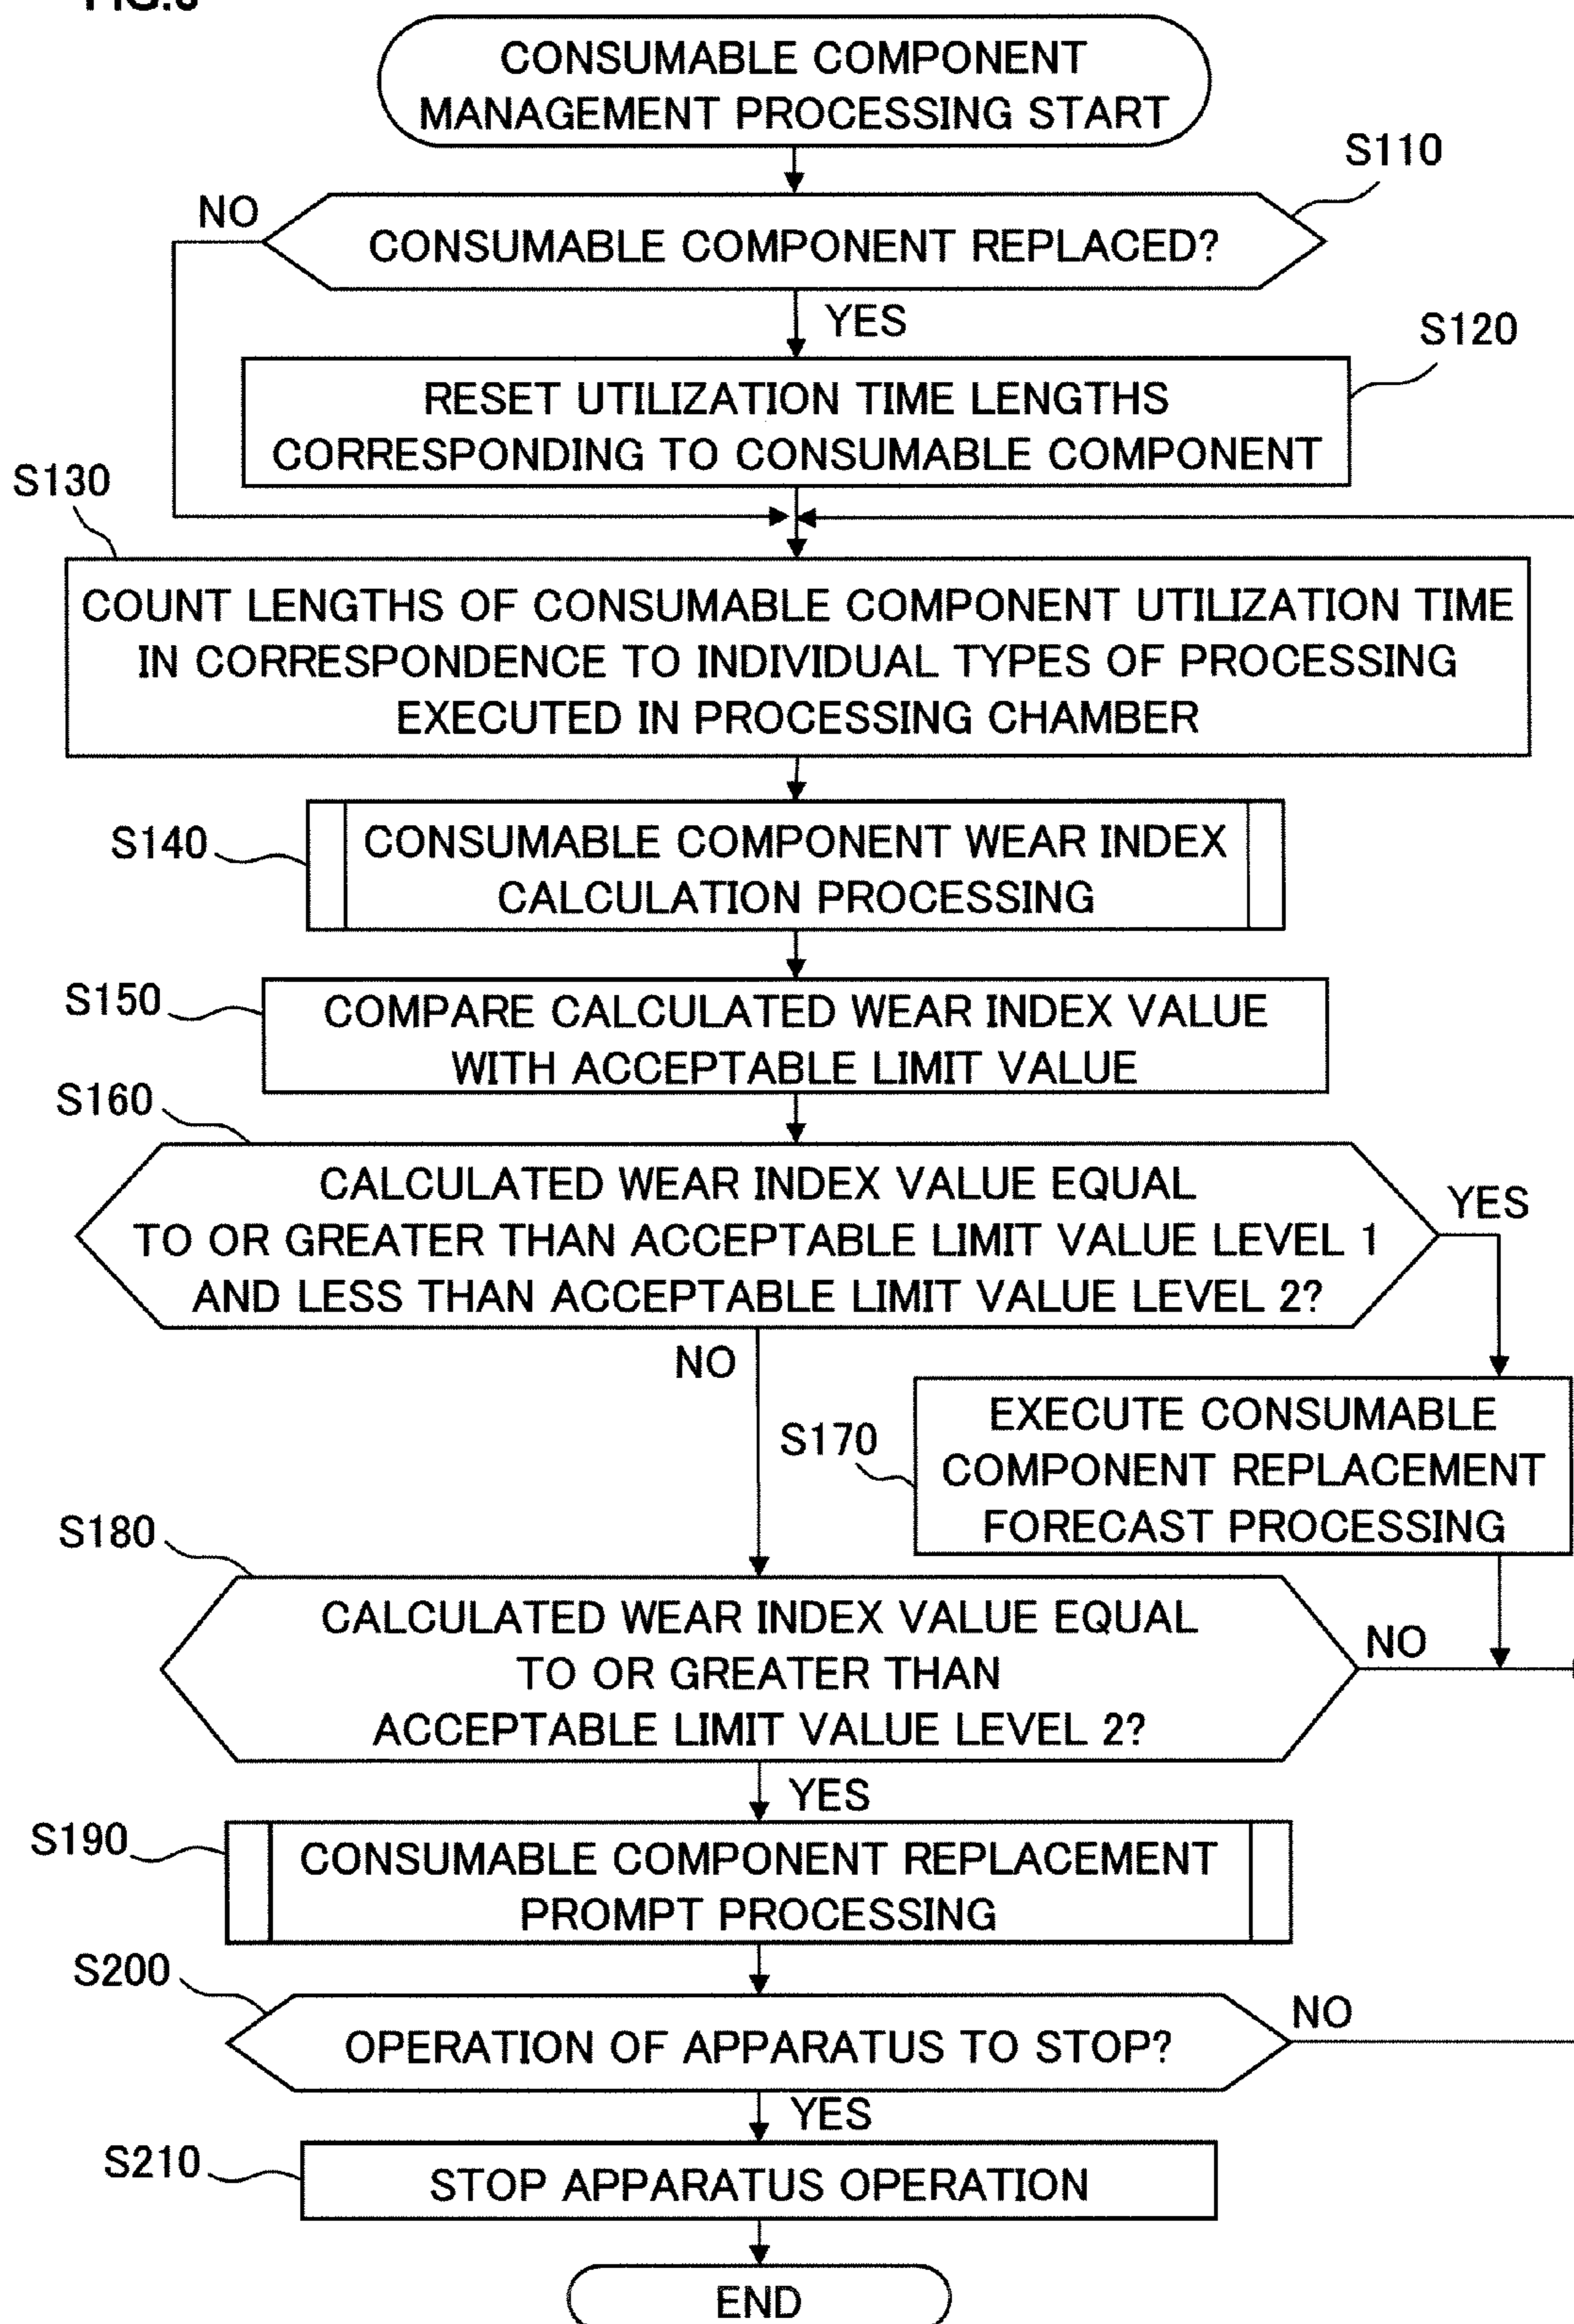 CONSUMABLE COMPONENT
MANAGEMENT PROCESSING START
S110
NO
CONSUMABLE COMPONENT REPLACED?
YES
S120
RESET UTILIZATION TIME LENGTHS
CORRESPONDING TO CONSUMABLE COMPONENT
S130
COUNT LENGTHS OF CONSUMABLE COMPONENT UTILIZATION TIME
IN CORRESPONDENCE TO INDIVIDUAL TYPES OF PROCESSING
EXECUTED IN PROCESSING CHAMBER
S140
CONSUMABLE COMPONENT WEAR INDEX
CALCULATION PROCESSING
S150
COMPARE CALCULATED WEAR INDEX VALUE
WITH ACCEPTABLE LIMIT VALUE
S160
CALCULATED WEAR INDEX VALUE EQUAL
TO OR GREATER THAN ACCEPTABLE LIMIT VALUE LEVEL 1
AND LESS THAN ACCEPTABLE LIMIT VALUE LEVEL 2?
YES
NO
S170
EXECUTE CONSUMABLE
COMPONENT REPLACEMENT
FORECAST PROCESSING
S180
CALCULATED WEAR INDEX VALUE EQUAL
TO OR GREATER THAN
ACCEPTABLE LIMIT VALUE LEVEL 2?
NO
YES
S190
CONSUMABLE COMPONENT REPLACEMENT
PROMPT PROCESSING
S200
OPERATION OF APPARATUS TO STOP?
NO
YES
S210
STOP APPARATUS OPERATION
END